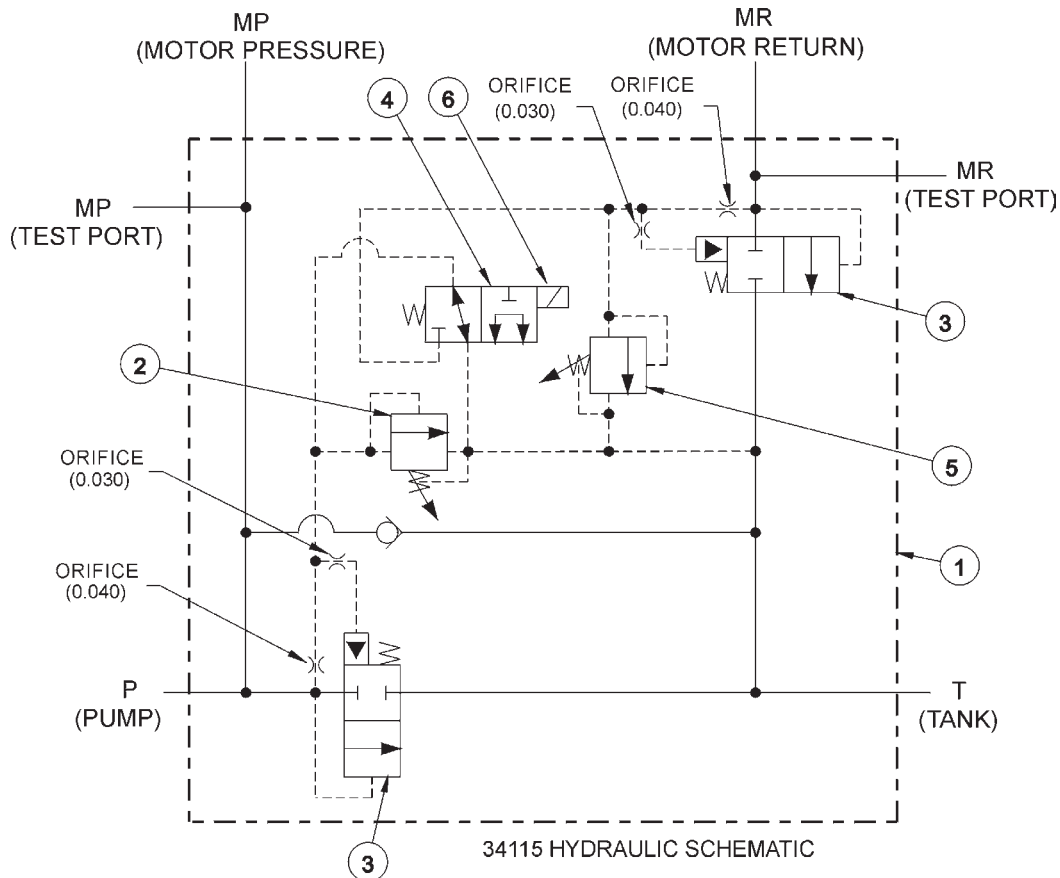 MP
(MOTOR PRESSURE)
MR
(MOTOR RETURN)
4
6
ORIFICE
(0.030)
ORIFICE
(0.040)
MP
(TEST PORT)
MR
(TEST PORT)
3
2
5
ORIFICE
(0.030)
ORIFICE
(0.040)
1
P
(PUMP)
T
(TANK)
3
34115 HYDRAULIC SCHEMATIC